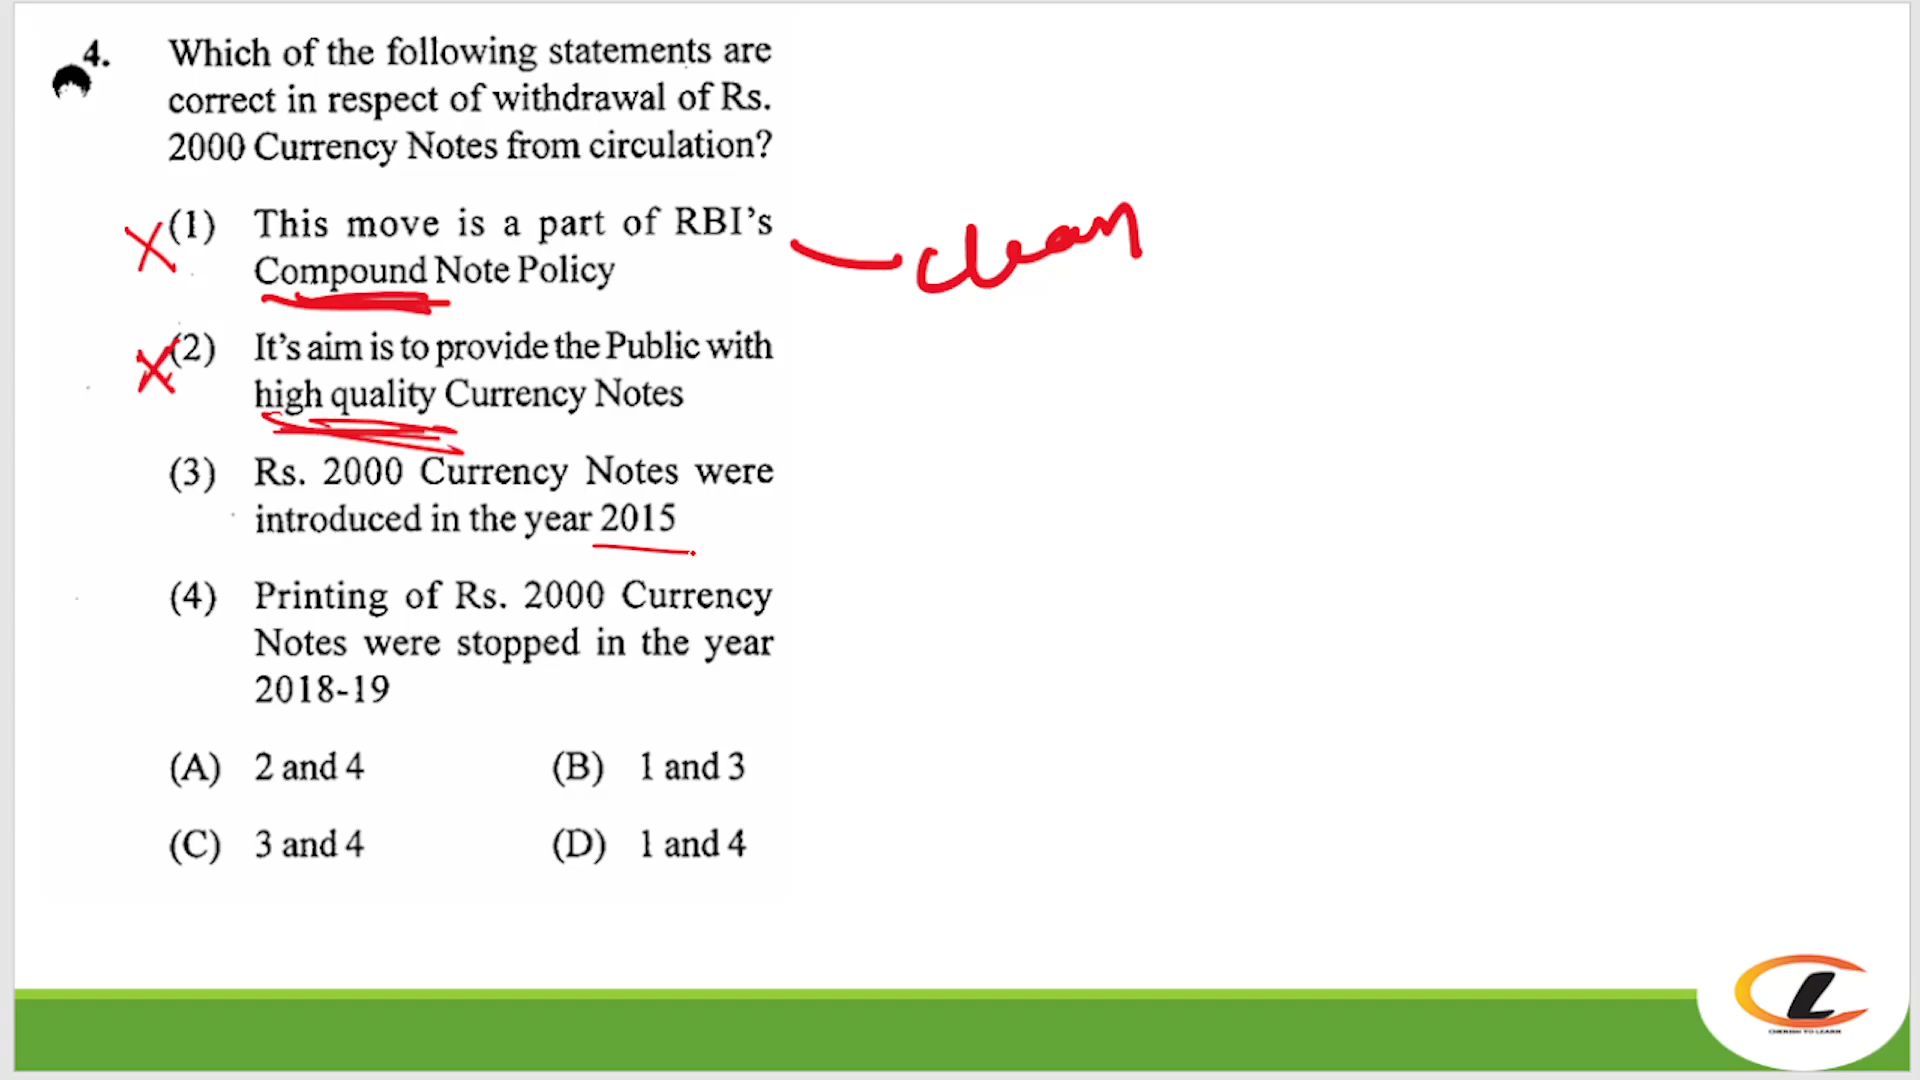 4. Which of the following statements are
correct in respect of withdrawal of Rs.
2000 Currency Notes from circulation?
(1) This move is a part of RBI's
Compound Note Policy
clean
(2) It's aim is to provide the Public with
high quality Currency Notes
(3) Rs. 2000 Currency Notes were
introduced in the year 2015
(4) Printing of Rs. 2000 Currency
Notes were stopped in the year
2018-19
(A) 2 and 4 (B) 1 and 3
(C) 3 and 4 (D) 1 and 4
CL
CHERISH TO LEARN